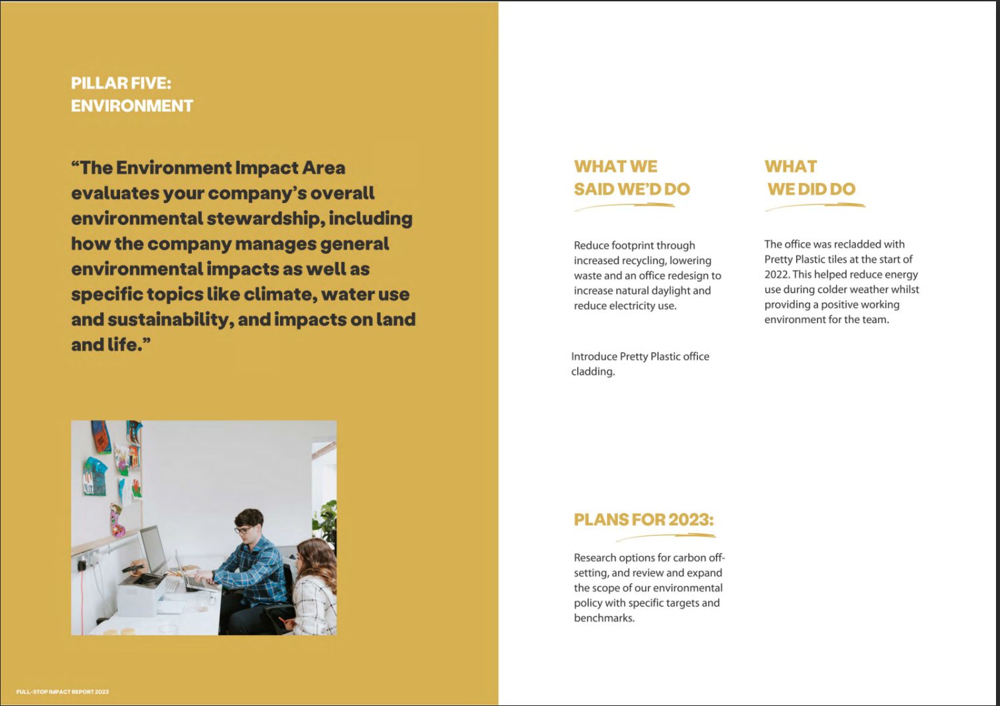 PILLAR FIVE:
ENVIRONMENT
“The Environment Impact Area
evaluates your company’s overall
environmental stewardship, including
how the company manages general
environmental impacts as well as
specific topics like climate, water use
and sustainability, and impacts on land
and life.”
FULL-STOP IMPACT REPORT 2023
WHAT WE
SAID WE’D DO
Reduce footprint through
increased recycling, lowering
waste and an office redesign to
increase natural daylight and
reduce electricity use.
Introduce Pretty Plastic office
cladding.
WHAT
WE DID DO
The office was recladded with
Pretty Plastic tiles at the start of
2022. This helped reduce energy
use during colder weather whilst
providing a positive working
environment for the team.
PLANS FOR 2023:
Research options for carbon off-
setting, and review and expand
the scope of our environmental
policy with specific targets and
benchmarks.